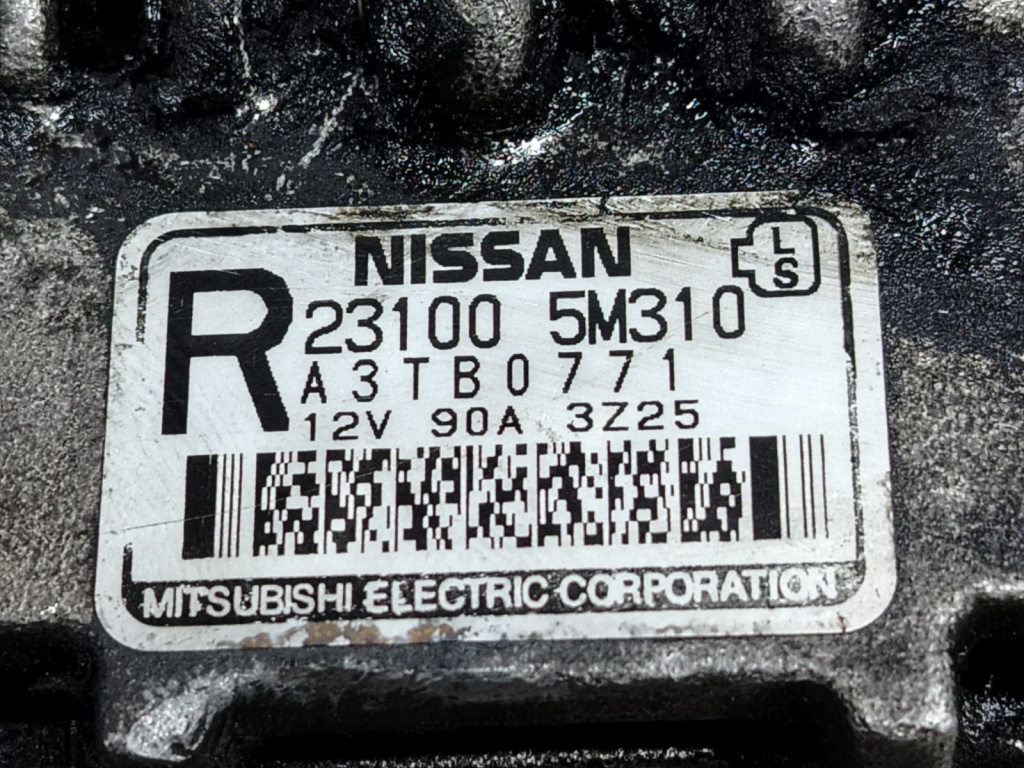 NISSAN
L
S
R
23100 5M310
A3TB0771
12V 90A 3Z25
MITSUBISHI ELECTRIC CORPORATION